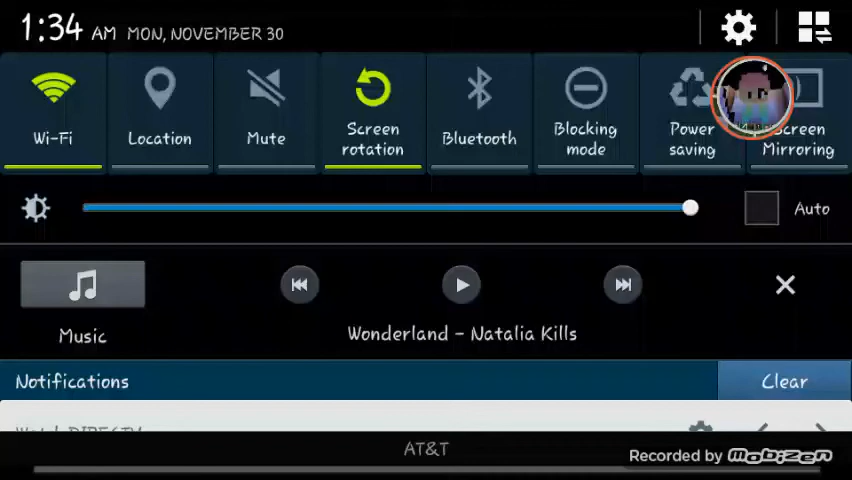 1:34 AM MON, NOVEMBER 30
Wi-Fi
Location
Mute
Screen
rotation
Bluetooth
Blocking
mode
Power
saving
Screen
Mirroring
Auto
Music
Wonderland - Natalia Kills
Notifications
Clear
AT&T
Recorded by mobizen